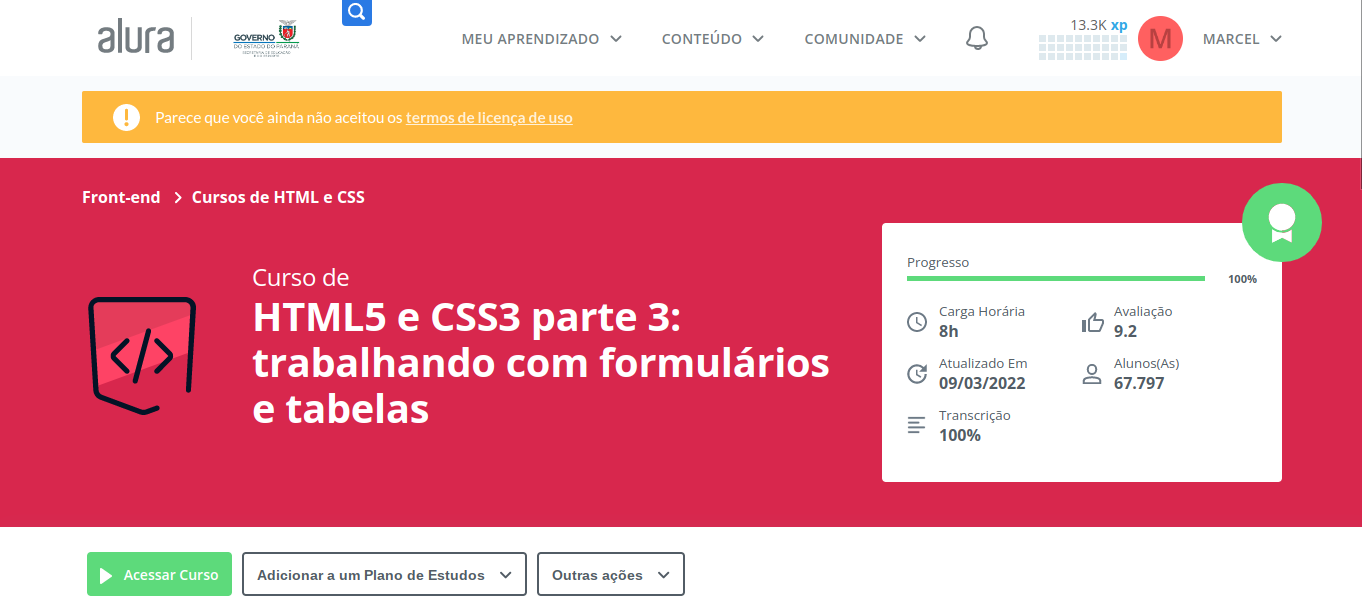 alura
GOVERNO
DO ESTADO DO PARANÁ
SECRETARIA DE EDUCAÇÃO
MEU APRENDIZADO
CONTEÚDO
COMUNIDADE
13.3K xp
M
MARCEL
Parece que você ainda não aceitou os termos de licença de uso
Front-end > Cursos de HTML e CSS
Curso de
HTML5 e CSS3 parte 3:
trabalhando com formulários
e tabelas
Progresso
100%
Carga Horária
8h
Avaliação
9.2
Atualizado Em
09/03/2022
Alunos(As)
67.797
Transcrição
100%
Acessar Curso
Adicionar a um Plano de Estudos
Outras ações